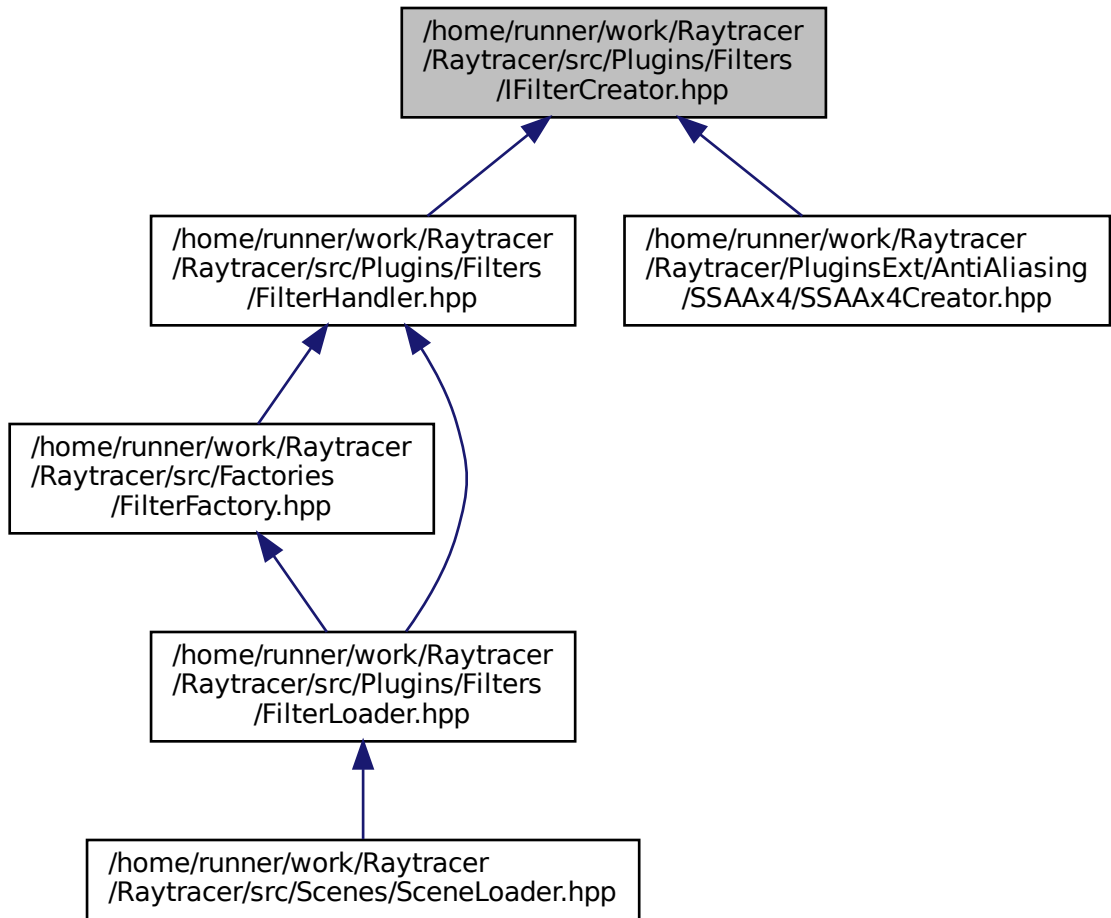 /home/runner/work/Raytracer
/Raytracer/src/Plugins/Filters
/IFilterCreator.hpp
/home/runner/work/Raytracer
/Raytracer/src/Plugins/Filters
/FilterHandler.hpp
/home/runner/work/Raytracer
/Raytracer/PluginsExt/AntiAliasing
/SSAAx4/SSAAx4Creator.hpp
/home/runner/work/Raytracer
/Raytracer/src/Factories
/FilterFactory.hpp
/home/runner/work/Raytracer
/Raytracer/src/Plugins/Filters
/FilterLoader.hpp
/home/runner/work/Raytracer
/Raytracer/src/Scenes/SceneLoader.hpp